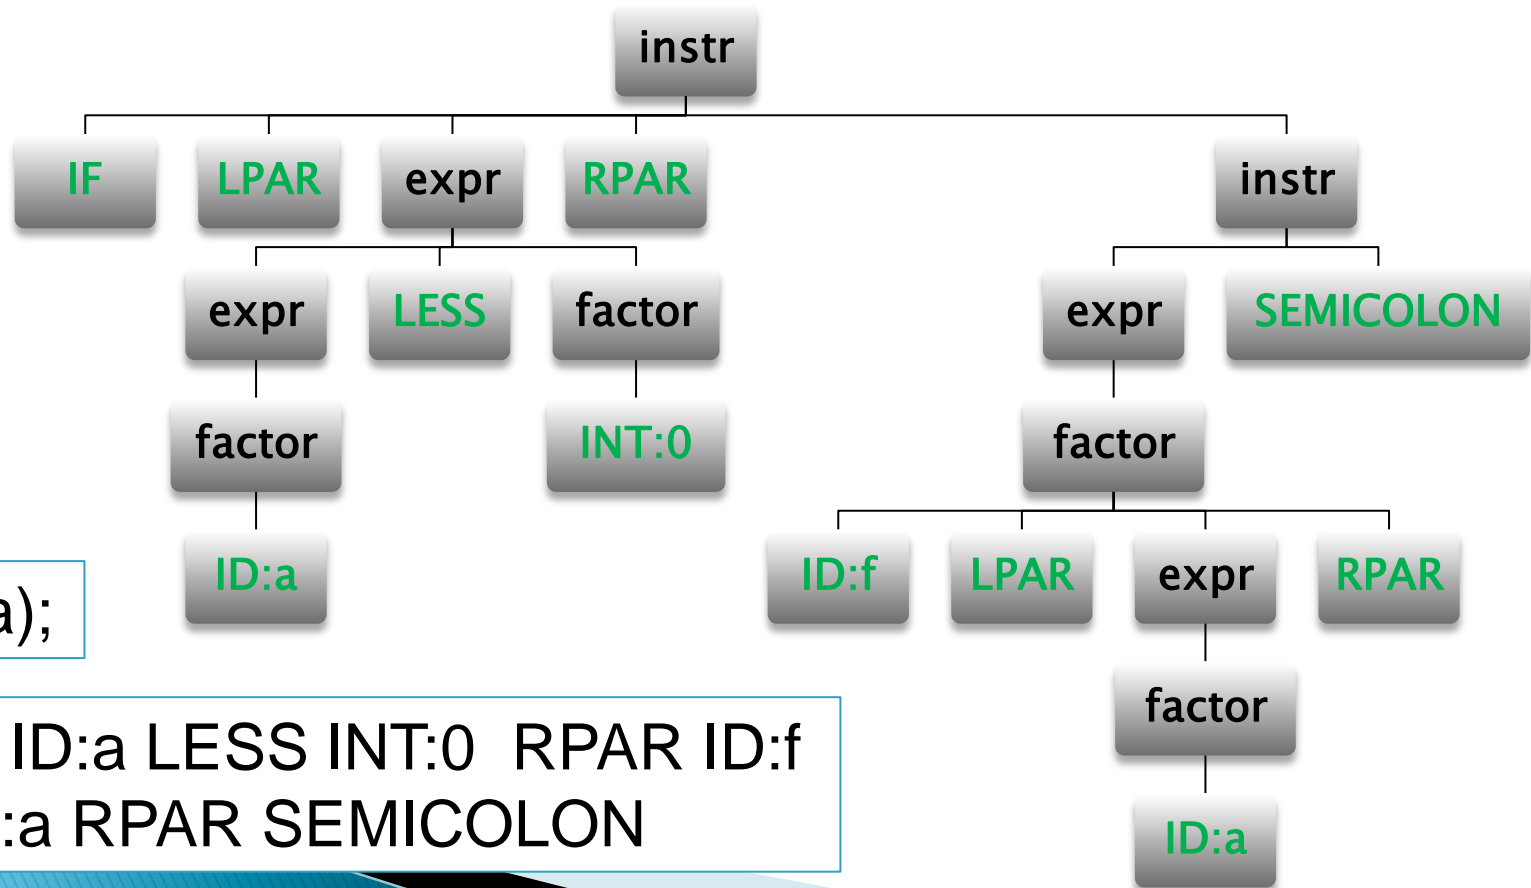 instr
IF LPAR expr RPAR instr
expr LESS factor expr SEMICOLON
factor INT:0 factor
ID:a ID:f LPAR expr RPAR
a);
factor
ID:a LESS INT:0 RPAR ID:f
:a RPAR SEMICOLON
ID:a